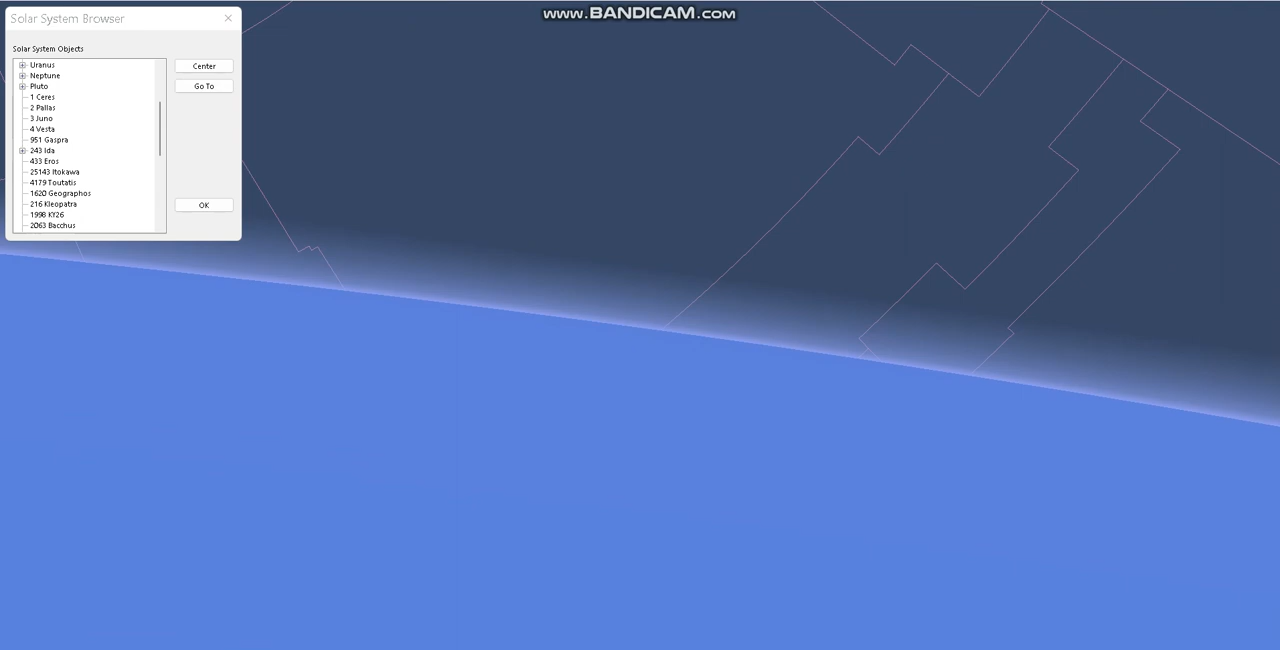 www.BANDICAM.com
Solar System Browser
Solar System Objects
Uranus
Neptune
Pluto
1 Ceres
2 Pallas
3 Juno
4 Vesta
951 Gaspra
243 Ida
433 Eros
25143 Itokawa
4179 Toutatis
1620 Geographos
216 Kleopatra
1998 KY26
2063 Bacchus
Center
Go To
OK